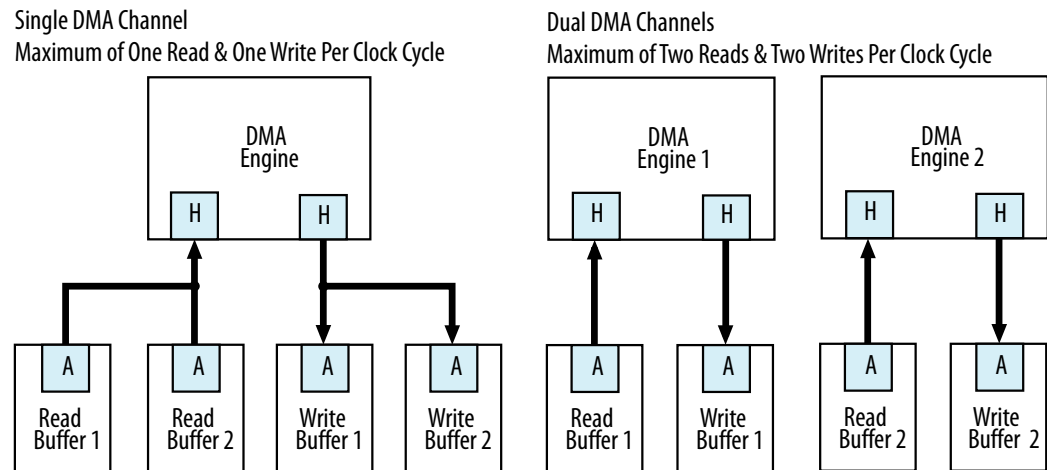 Single DMA Channel
Maximum of One Read & One Write Per Clock Cycle
DMA
Engine
H
H
A
A
A
A
Read
Buffer 1
Read
Buffer 2
Write
Buffer 1
Write
Buffer 2
Dual DMA Channels
Maximum of Two Reads & Two Writes Per Clock Cycle
DMA
Engine 1
H
H
DMA
Engine 2
H
H
A
A
A
A
Read
Buffer 1
Write
Buffer 1
Read
Buffer 2
Write
Buffer 2